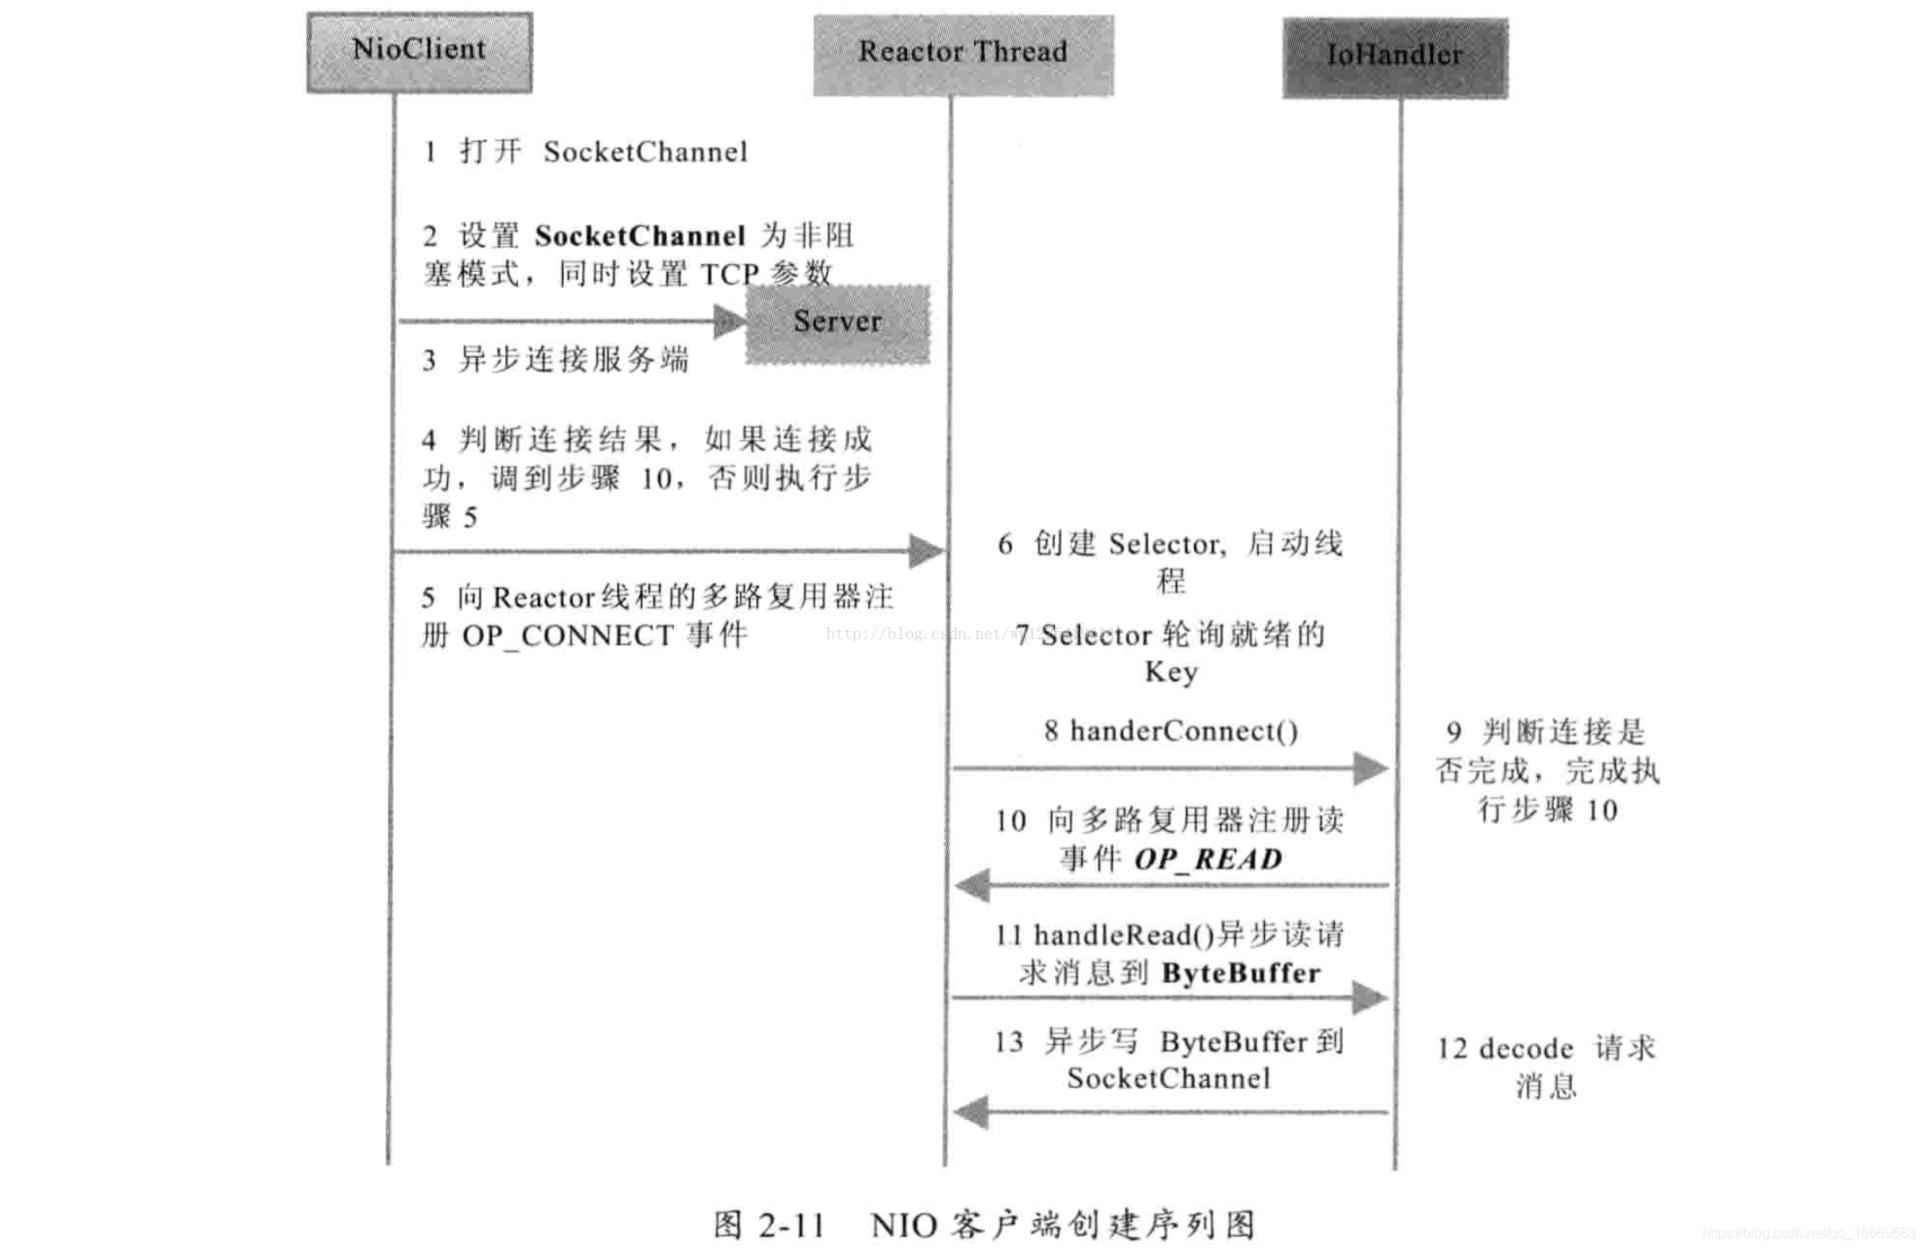 NioClient
Reactor Thread
IoHandler
1 打开 SocketChannel
2 设置 SocketChannel 为非阻
塞模式，同时设置 TCP 参数
Server
3 异步连接服务端
4 判断连接结果，如果连接成
功，调到步骤 10，否则执行步
骤 5
5 向 Reactor线程的多路复用器注
册 OP_CONNECT 事件
6 创建 Selector, 启动线
程
7 Selector 轮询就绪的
Key
8 handerConnect()
9 判断连接是
否完成，完成执
行步骤 10
10 向多路复用器注册读
事件 OP_READ
11 handleRead()异步读请
求消息到 ByteBuffer
12 decode 请求
消息
13 异步写 ByteBuffer 到
SocketChannel
图 2-11 NIO 客户端创建序列图
https://blog.csdn.net/qq_16669583